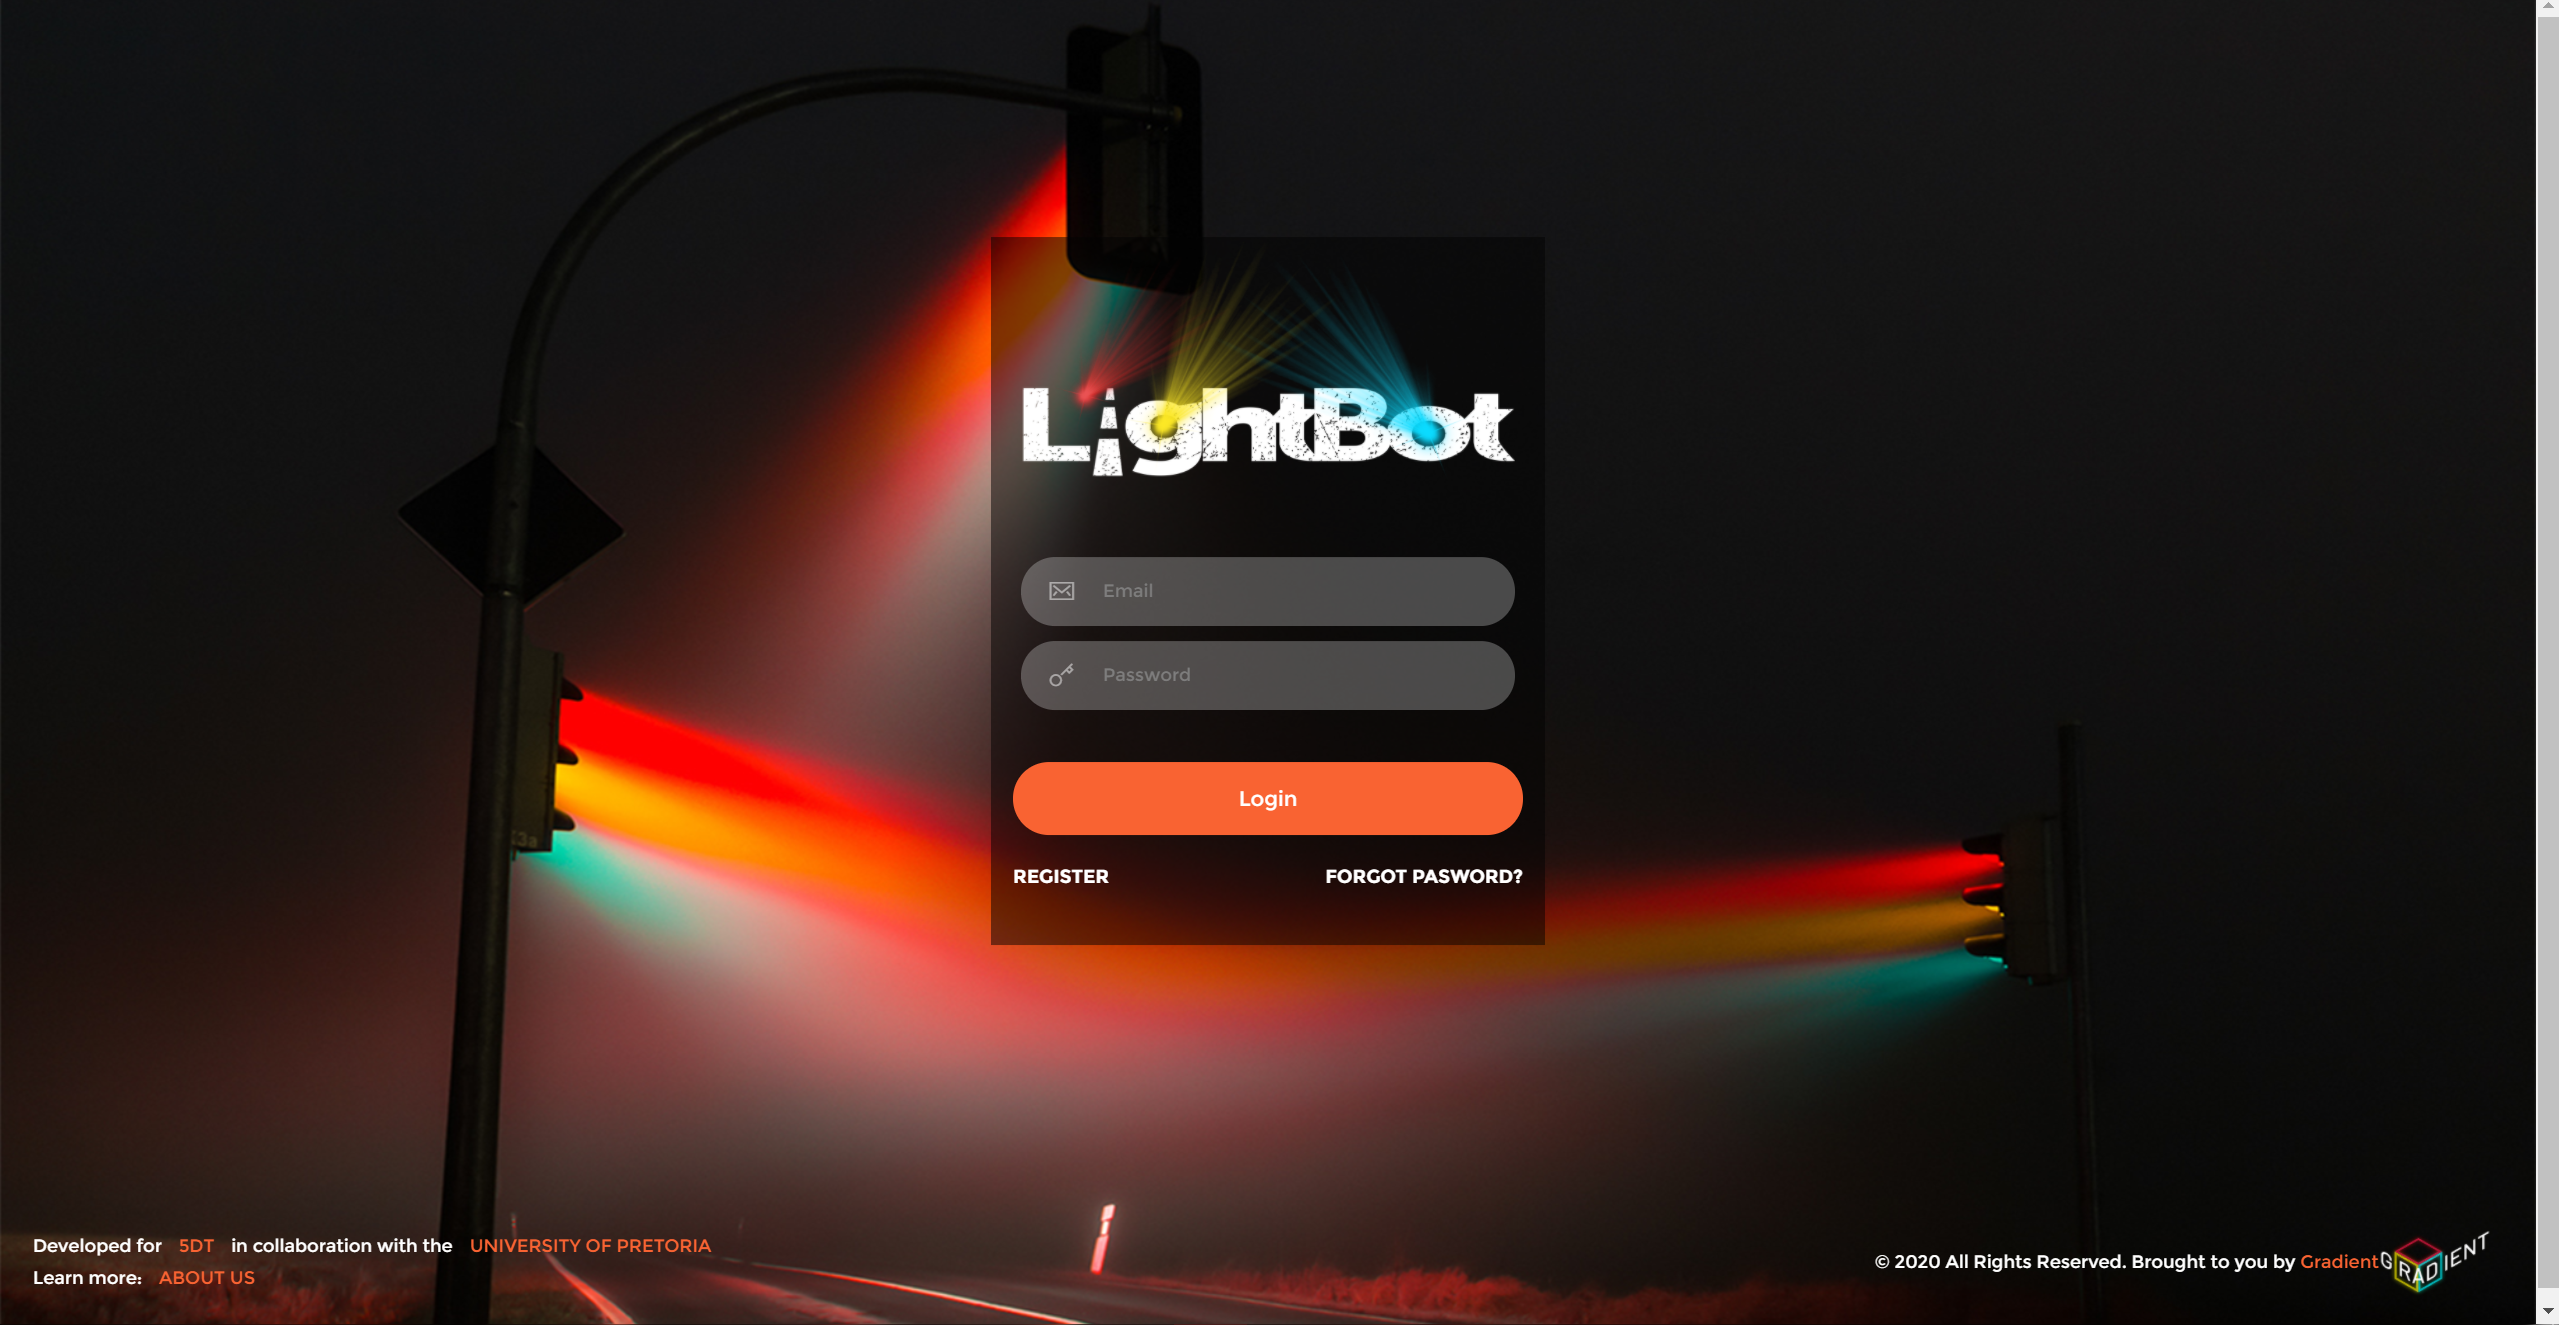 LightBot
Email
Password
Login
REGISTER FORGOT PASWORD?
Developed for 5DT in collaboration with the UNIVERSITY OF PRETORIA
Learn more: ABOUT US
© 2020 All Rights Reserved. Brought to you by Gradient GRADIENT